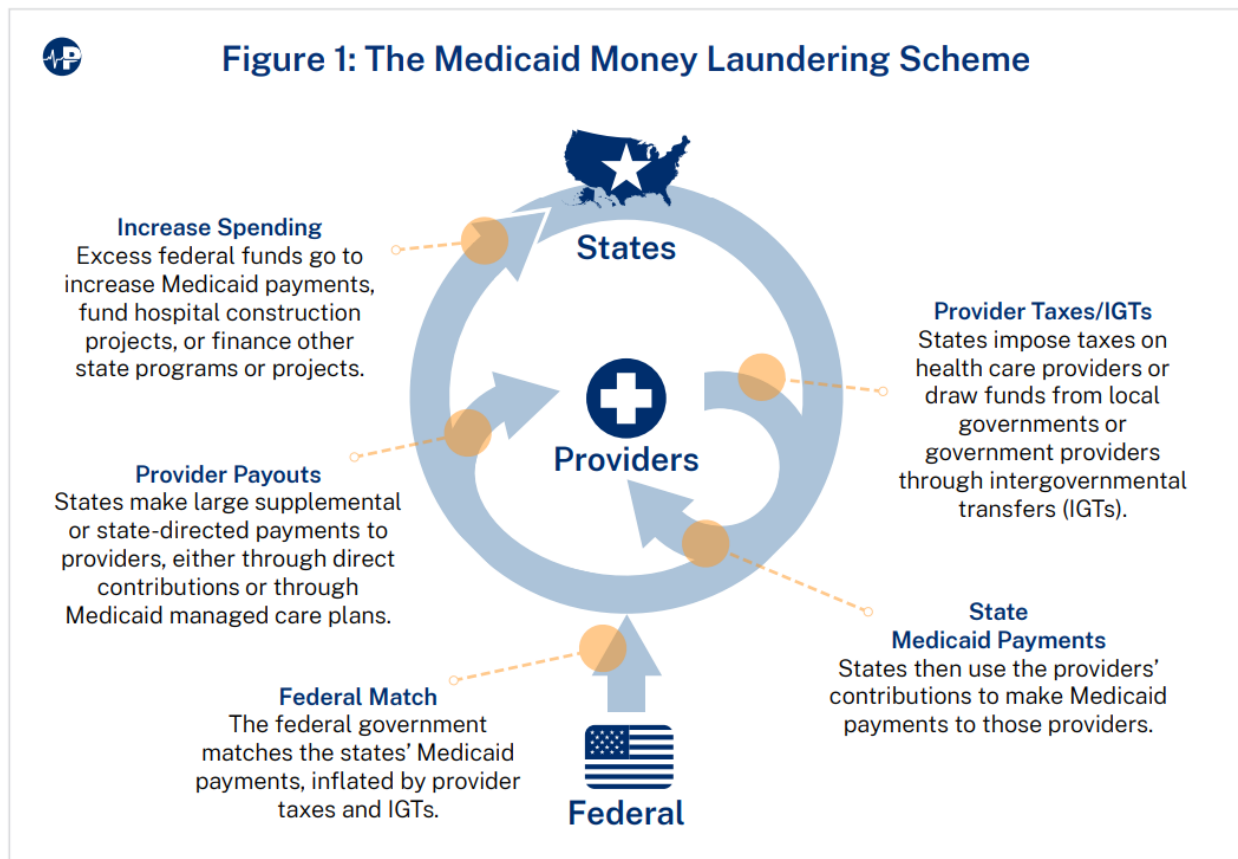 Figure 1: The Medicaid Money Laundering Scheme
P
States
Increase Spending
Excess federal funds go to
increase Medicaid payments,
fund hospital construction
projects, or finance other
state programs or projects.
Provider Taxes/IGTs
States impose taxes on
health care providers or
draw funds from local
governments or
government providers
through intergovernmental
transfers (IGTs).
Providers
Provider Payouts
States make large supplemental
or state-directed payments to
providers, either through direct
contributions or through
Medicaid managed care plans.
State
Medicaid Payments
States then use the providers’
contributions to make Medicaid
payments to those providers.
Federal Match
The federal government
matches the states’ Medicaid
payments, inflated by provider
taxes and IGTs.
Federal